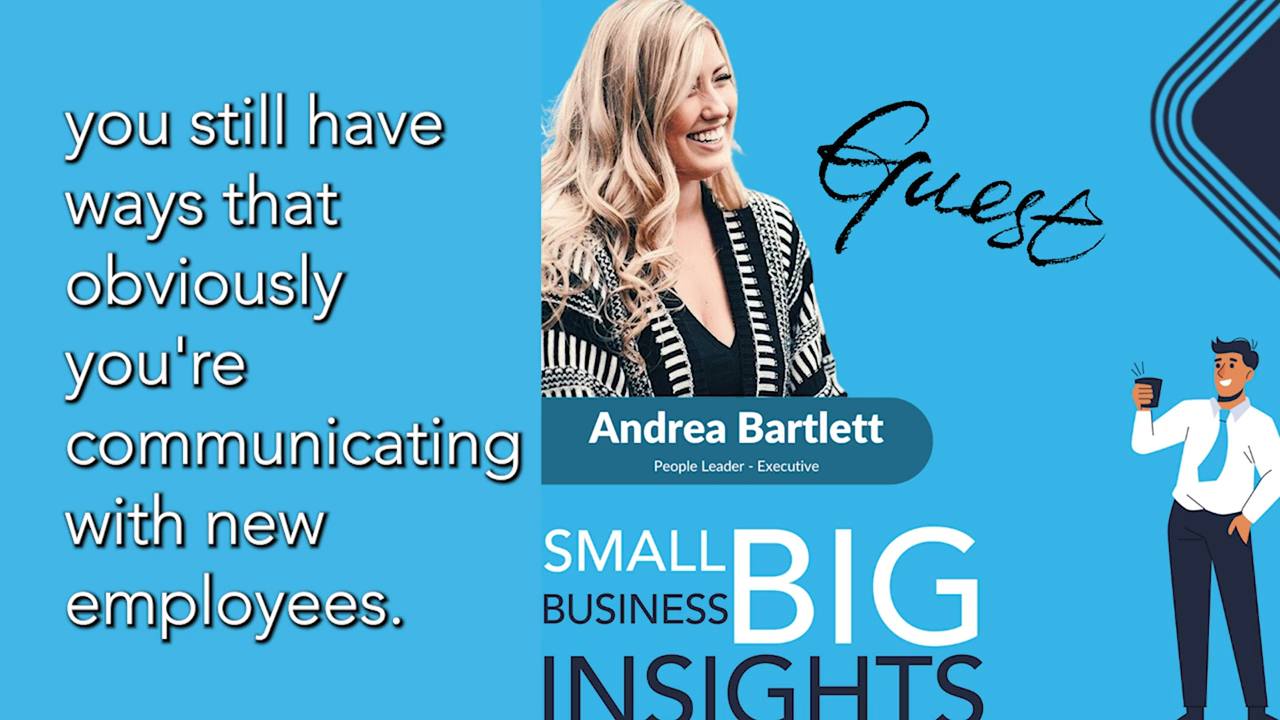 you still have
ways that
obviously
you're
communicating
with new
employees.
Guest
Andrea Bartlett
People Leader - Executive
SMALL
BUSINESS
BIG
INSIGHTS